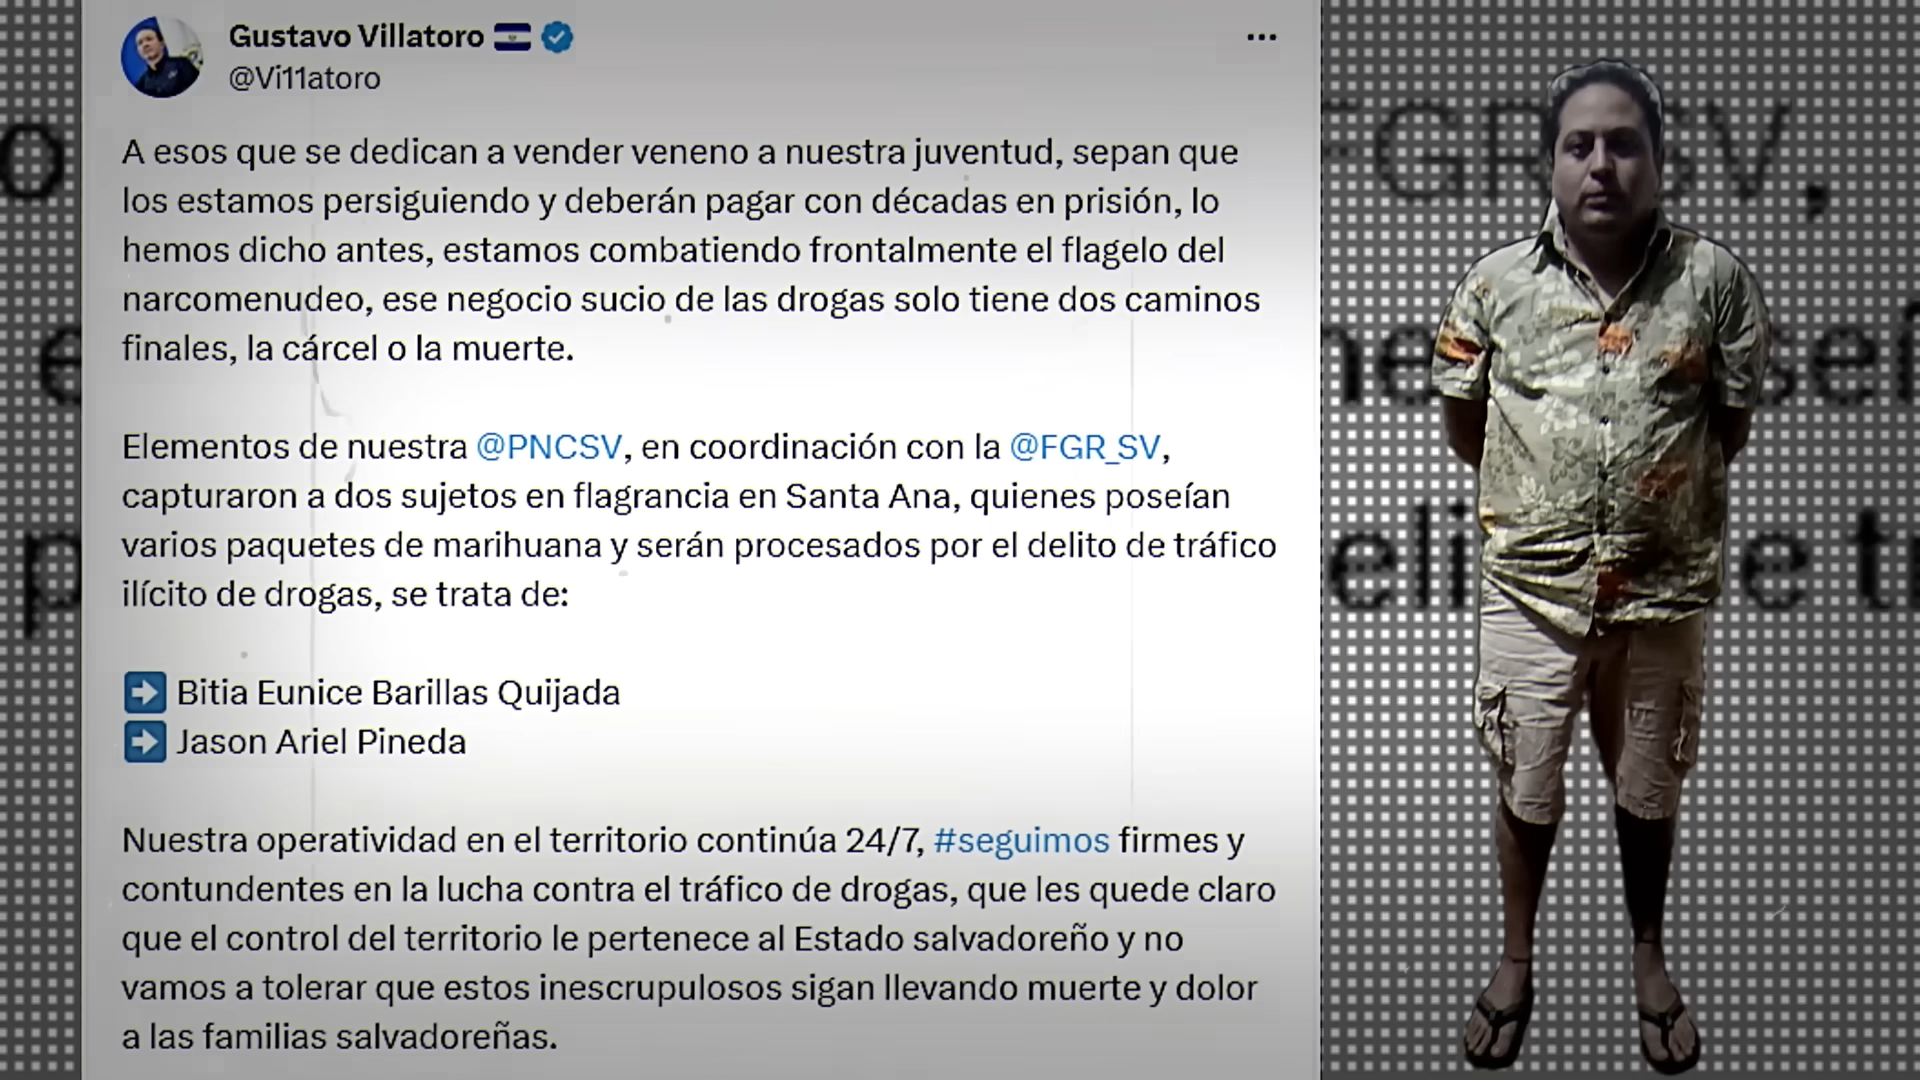 Gustavo Villatoro
@Vi11atoro
A esos que se dedican a vender veneno a nuestra juventud, sepan que
los estamos persiguiendo y deberán pagar con décadas en prisión, lo
hemos dicho antes, estamos combatiendo frontalmente el flagelo del
narcomenudeo, ese negocio sucio de las drogas solo tiene dos caminos
finales, la cárcel o la muerte.
Elementos de nuestra @PNCSV, en coordinación con la @FGR_SV,
capturaron a dos sujetos en flagrancia en Santa Ana, quienes poseían
varios paquetes de marihuana y serán procesados por el delito de tráfico
ilícito de drogas, se trata de:
Bitia Eunice Barillas Quijada
Jason Ariel Pineda
Nuestra operatividad en el territorio continúa 24/7, #seguimos firmes y
contundentes en la lucha contra el tráfico de drogas, que les quede claro
que el control del territorio le pertenece al Estado salvadoreño y no
vamos a tolerar que estos inescrupulosos sigan llevando muerte y dolor
a las familias salvadoreñas.